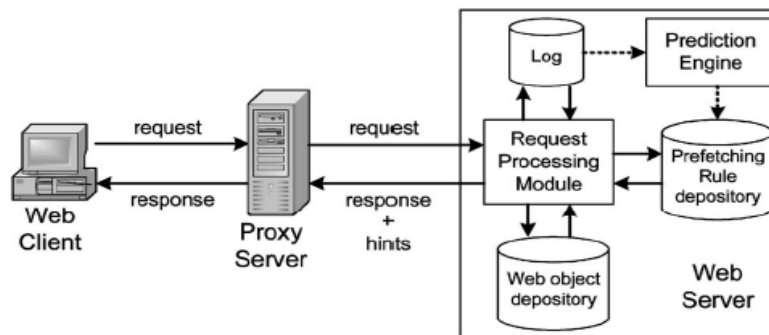 Log
Prediction
Engine
request
request
Request
Processing
Module
Prefetching
Rule
depository
response
response
+
hints
Web
Client
Proxy
Server
Web object
depository
Web
Server